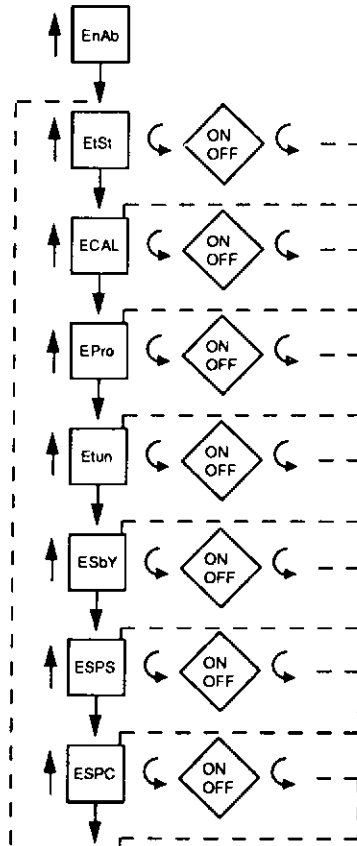 EnAb
EtSt
ON
OFF
ECAL
ON
OFF
EPro
ON
OFF
Etun
ON
OFF
ESbY
ON
OFF
ESPS
ON
OFF
ESPC
ON
OFF